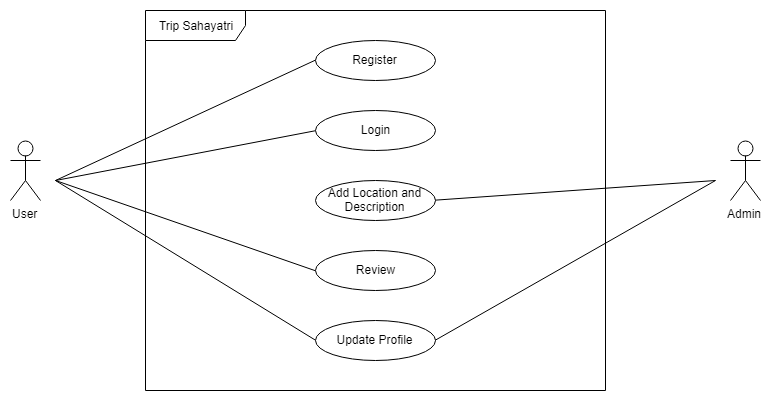 Trip Sahayatri
Register
Login
Add Location and
Description
Review
Update Profile
User
Admin